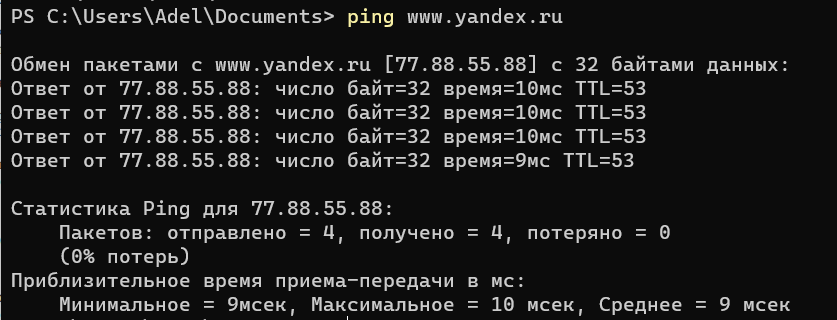 PS C:\Users\Adel\Documents> ping www.yandex.ru
Обмен пакетами с www.yandex.ru [77.88.55.88] с 32 байтами данных:
Ответ от 77.88.55.88: число байт=32 время=10мс TTL=53
Ответ от 77.88.55.88: число байт=32 время=10мс TTL=53
Ответ от 77.88.55.88: число байт=32 время=10мс TTL=53
Ответ от 77.88.55.88: число байт=32 время=9мс TTL=53
Статистика Ping для 77.88.55.88:
Пакетов: отправлено = 4, получено = 4, потеряно = 0
(0% потерь)
Приблизительное время приема-передачи в мс:
Минимальное = 9мсек, Максимальное = 10 мсек, Среднее = 9 мсек